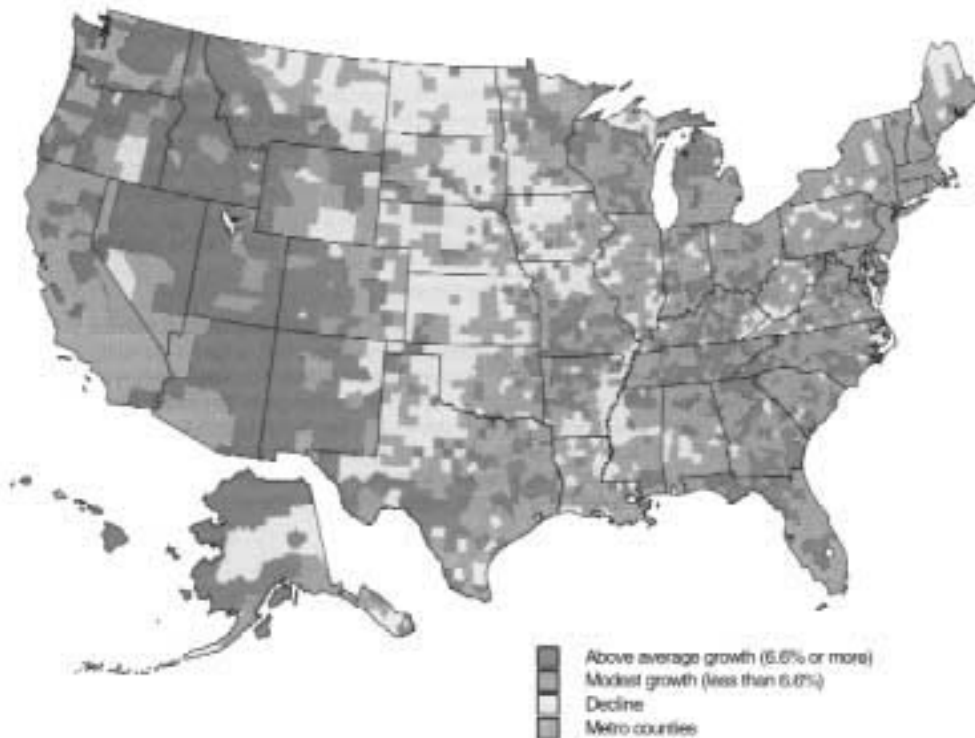 Above average growth (6.6% or more)
Modest growth (less than 6.6%)
Decline
Metro counties